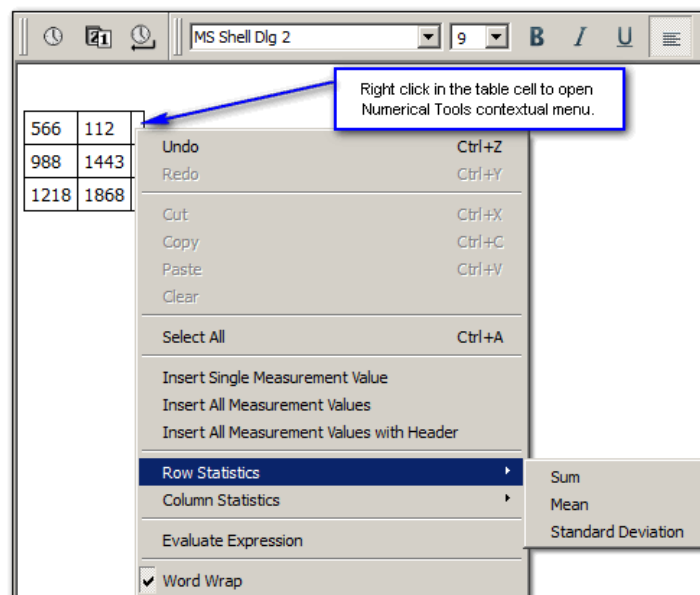 21 MS Shell Dlg 2 9 B I U
Right click in the table cell to open
Numerical Tools contextual menu.
566 112
988 1443
1218 1868
Undo Ctrl+Z
Redo Ctrl+Y
Cut Ctrl+X
Copy Ctrl+C
Paste Ctrl+V
Clear
Select All Ctrl+A
Insert Single Measurement Value
Insert All Measurement Values
Insert All Measurement Values with Header
Row Statistics
Column Statistics
Sum
Mean
Standard Deviation
Evaluate Expression
Word Wrap